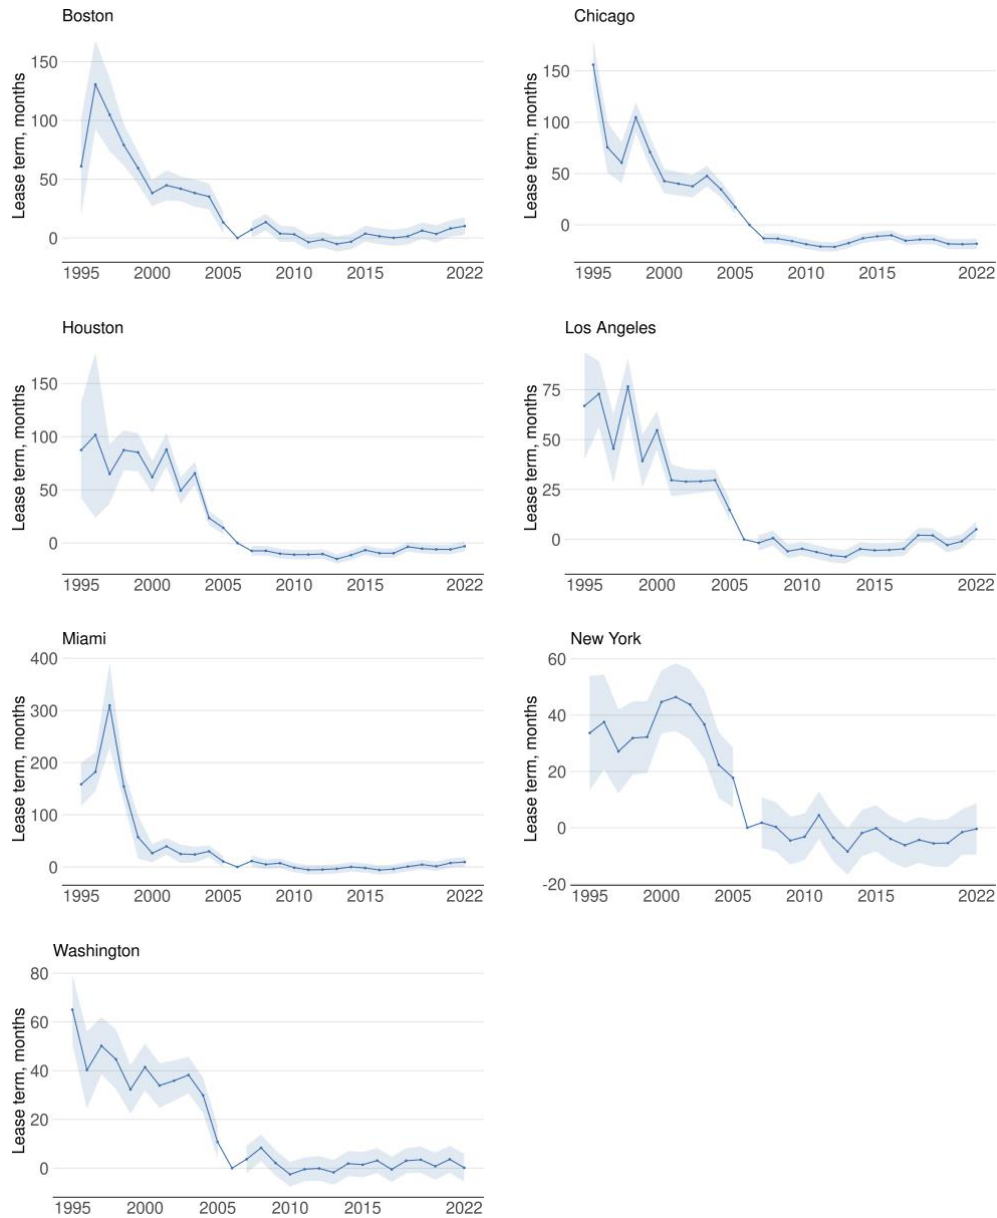 Boston
Lease term, months
150
100
50
0
1995 2000 2005 2010 2015 2022
Chicago
Lease term, months
150
100
50
0
1995 2000 2005 2010 2015 2022
Houston
Lease term, months
150
100
50
0
1995 2000 2005 2010 2015 2022
Los Angeles
Lease term, months
75
50
25
0
1995 2000 2005 2010 2015 2022
Miami
Lease term, months
400
300
200
100
0
1995 2000 2005 2010 2015 2022
New York
Lease term, months
60
40
20
0
-20
1995 2000 2005 2010 2015 2022
Washington
Lease term, months
80
60
40
20
0
1995 2000 2005 2010 2015 2022